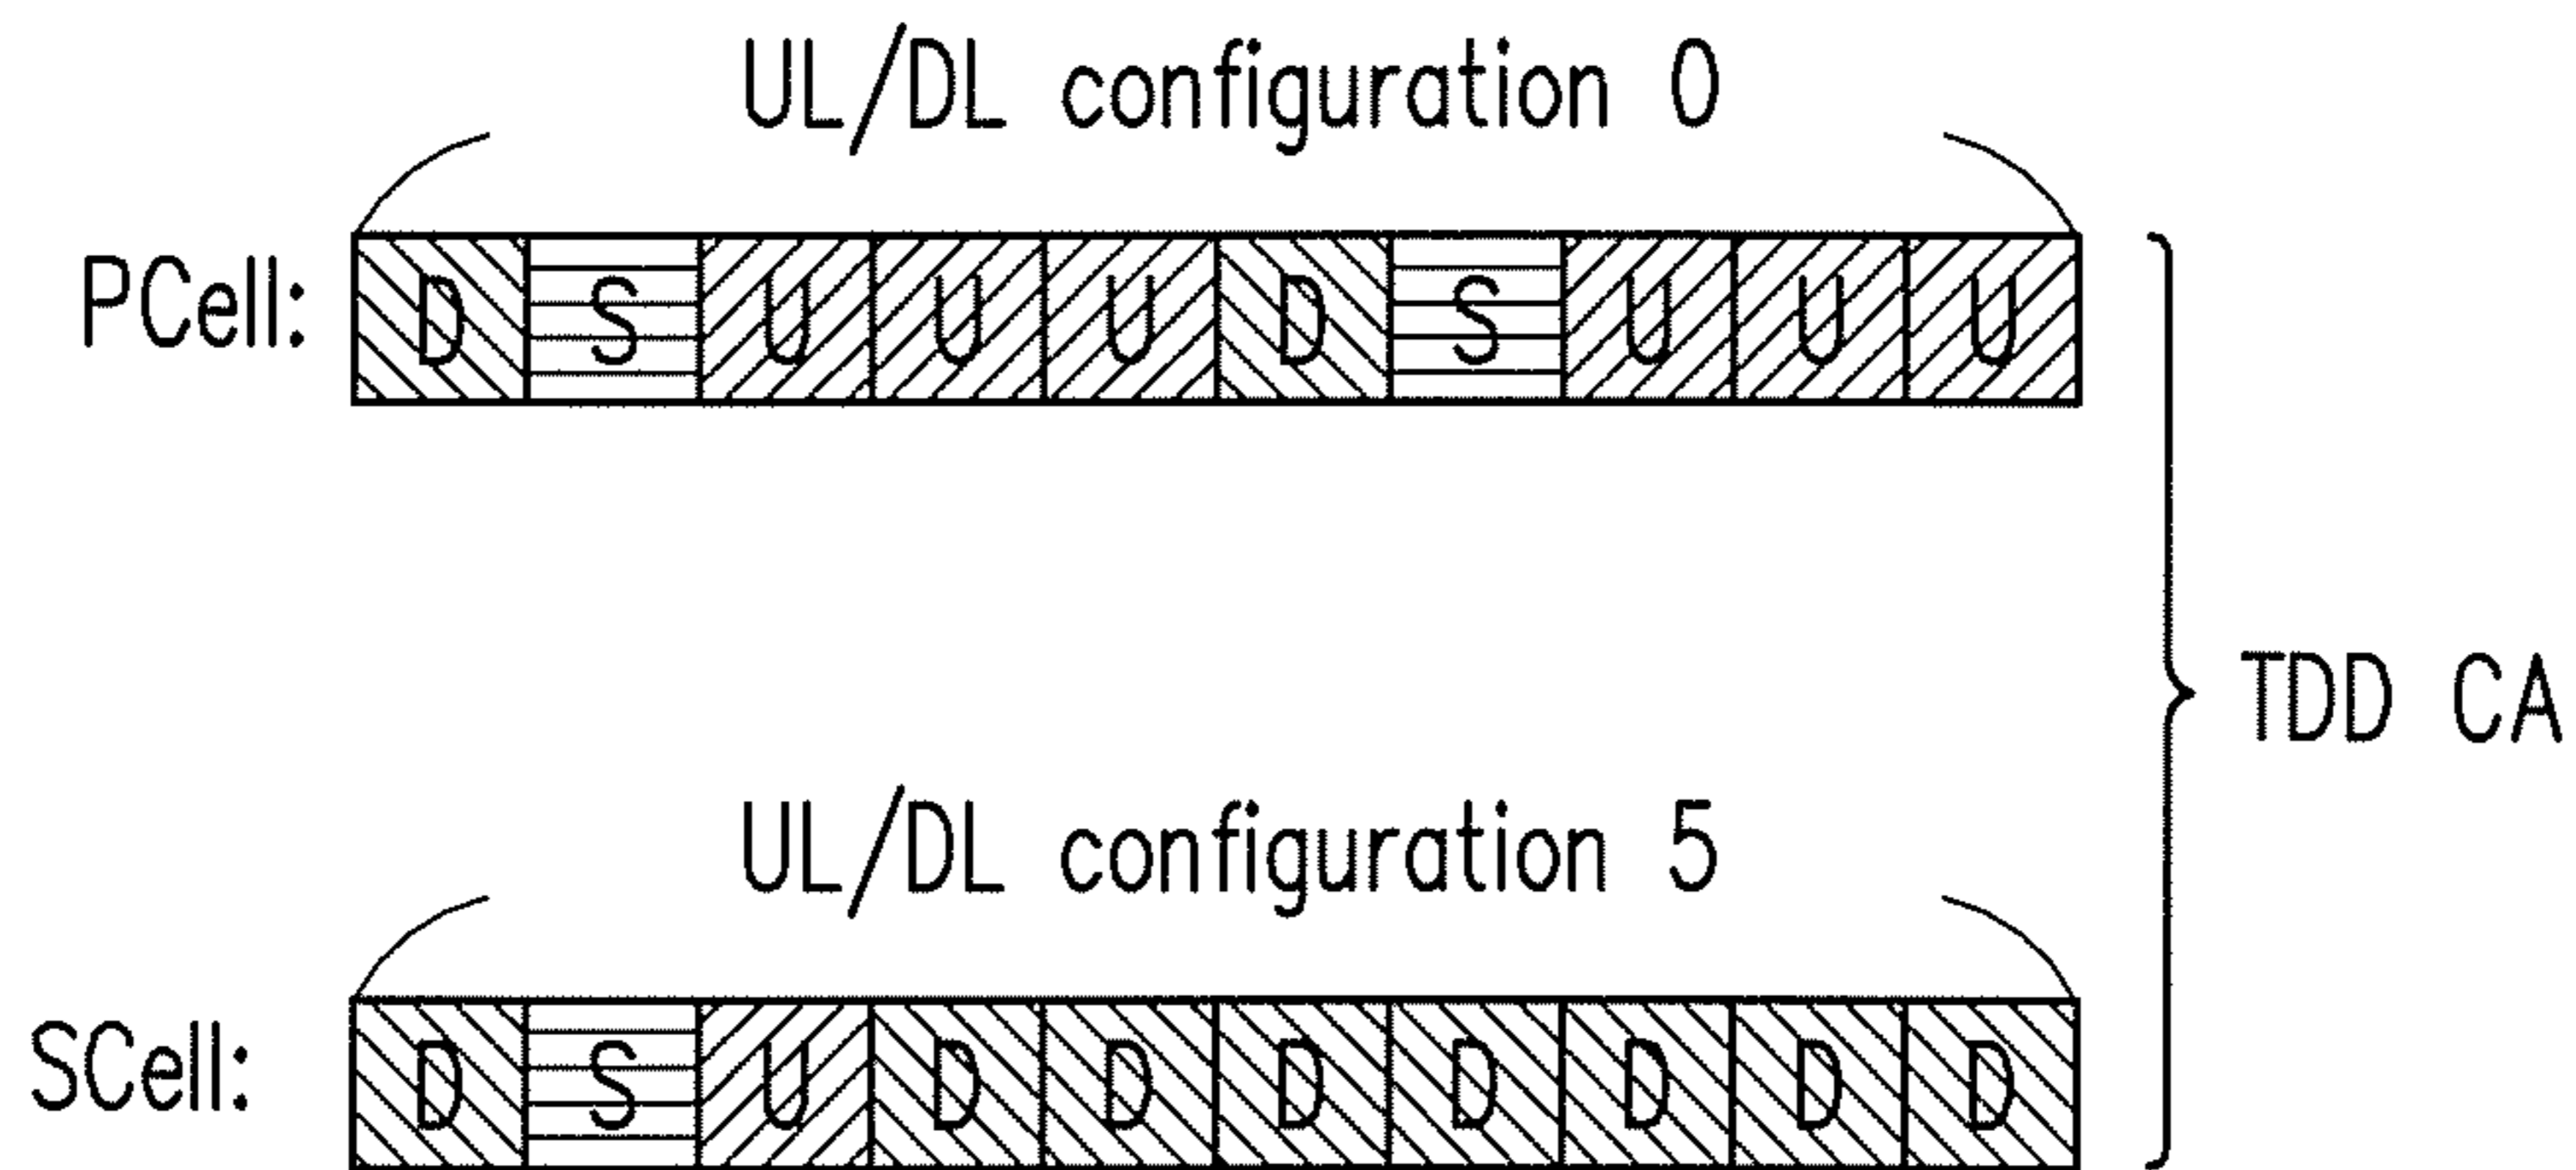 UL/DL configuration 0
PCell: D S U U U D S U U U
TDD CA
UL/DL configuration 5
SCell: D S U D D D D D D D